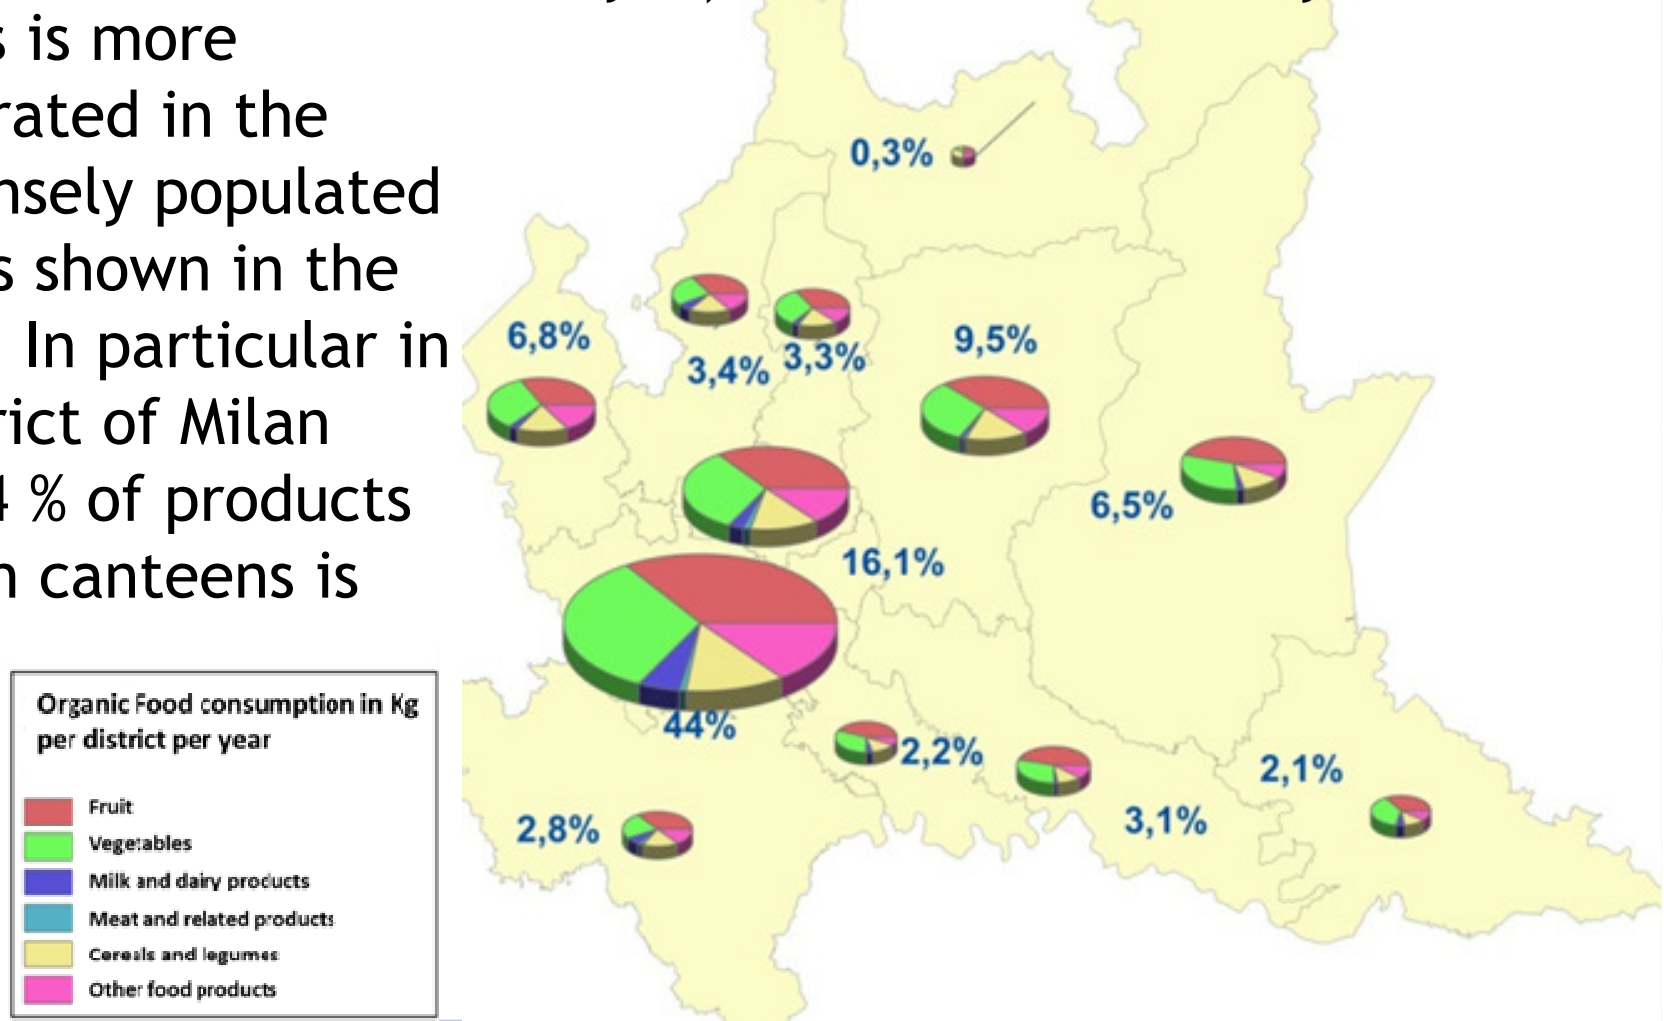 s is more
rated in the
nsely populated
s shown in the
In particular in
rict of Milan
4 % of products
n canteens is
Organic Food consumption in Kg
per district per year
Fruit
Vegetables
Milk and dairy products
Meat and related products
Cereals and legumes
Other food products
0,3%
6,8%
3,4%
3,3%
9,5%
6,5%
16,1%
44%
2,2%
2,1%
2,8%
3,1%